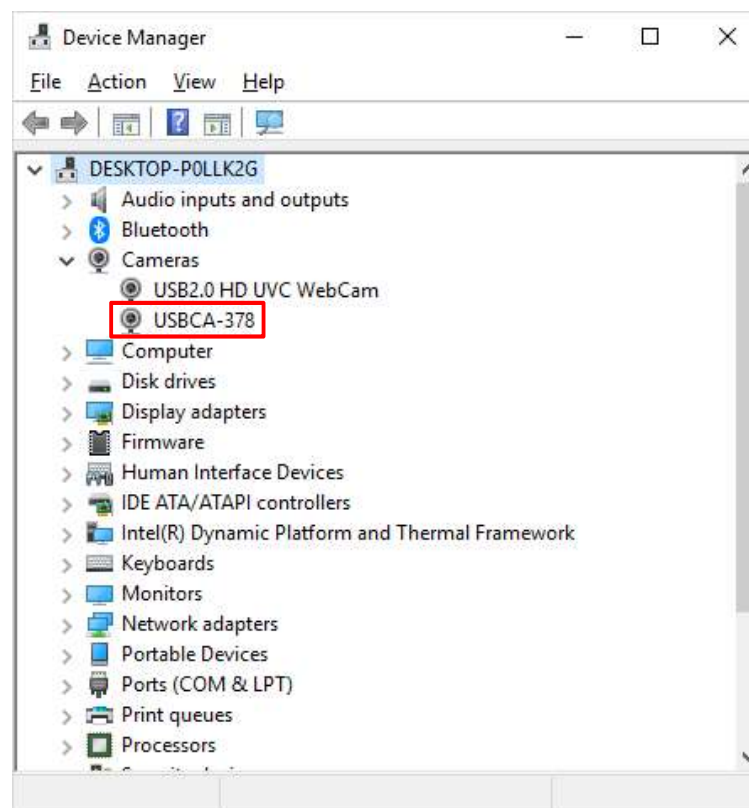 Device Manager
File Action View Help
DESKTOP-P0LLK2G
Audio inputs and outputs
Bluetooth
Cameras
USB2.0 HD UVC WebCam
USBCA-378
Computer
Disk drives
Display adapters
Firmware
Human Interface Devices
IDE ATA/ATAPI controllers
Intel(R) Dynamic Platform and Thermal Framework
Keyboards
Monitors
Network adapters
Portable Devices
Ports (COM & LPT)
Print queues
Processors